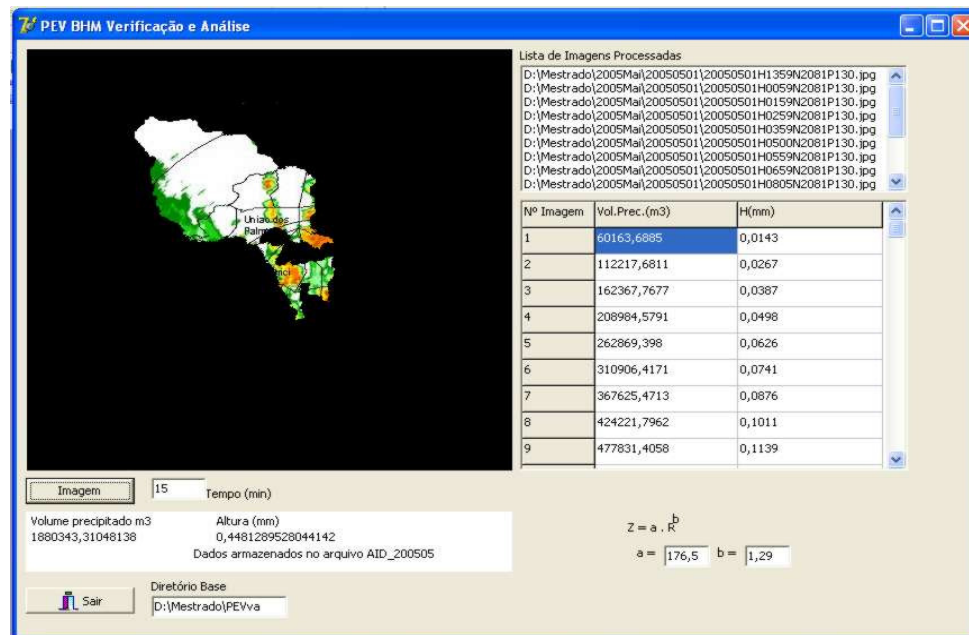 PEV BHM Verificação e Análise
Lista de Imagens Processadas
D:\Mestrado\2005Mai\20050501\20050501H1359N2081P130.jpg
D:\Mestrado\2005Mai\20050501\20050501H0059N2081P130.jpg
D:\Mestrado\2005Mai\20050501\20050501H0159N2081P130.jpg
D:\Mestrado\2005Mai\20050501\20050501H0259N2081P130.jpg
D:\Mestrado\2005Mai\20050501\20050501H0359N2081P130.jpg
D:\Mestrado\2005Mai\20050501\20050501H0500N2081P130.jpg
D:\Mestrado\2005Mai\20050501\20050501H0559N2081P130.jpg
D:\Mestrado\2005Mai\20050501\20050501H0659N2081P130.jpg
D:\Mestrado\2005Mai\20050501\20050501H0805N2081P130.jpg
Nº Imagem Vol.Prec.(m3) H(mm)
1 60163,6885 0,0143
2 112217,6811 0,0267
3 162367,7677 0,0387
4 208984,5791 0,0498
5 262869,398 0,0626
6 310906,4171 0,0741
7 367625,4713 0,0876
8 424221,7962 0,1011
9 477831,4058 0,1139
União dos
Imagem 15 Tempo (min)
Volume precipitado m3 Altura (mm)
1880343,31048138 0,4481289528044142
Dados armazenados no arquivo AID_200505
Z = a . R b
a = 176,5 b = 1,29
Sair
Diretório Base
D:\Mestrado\PEVva